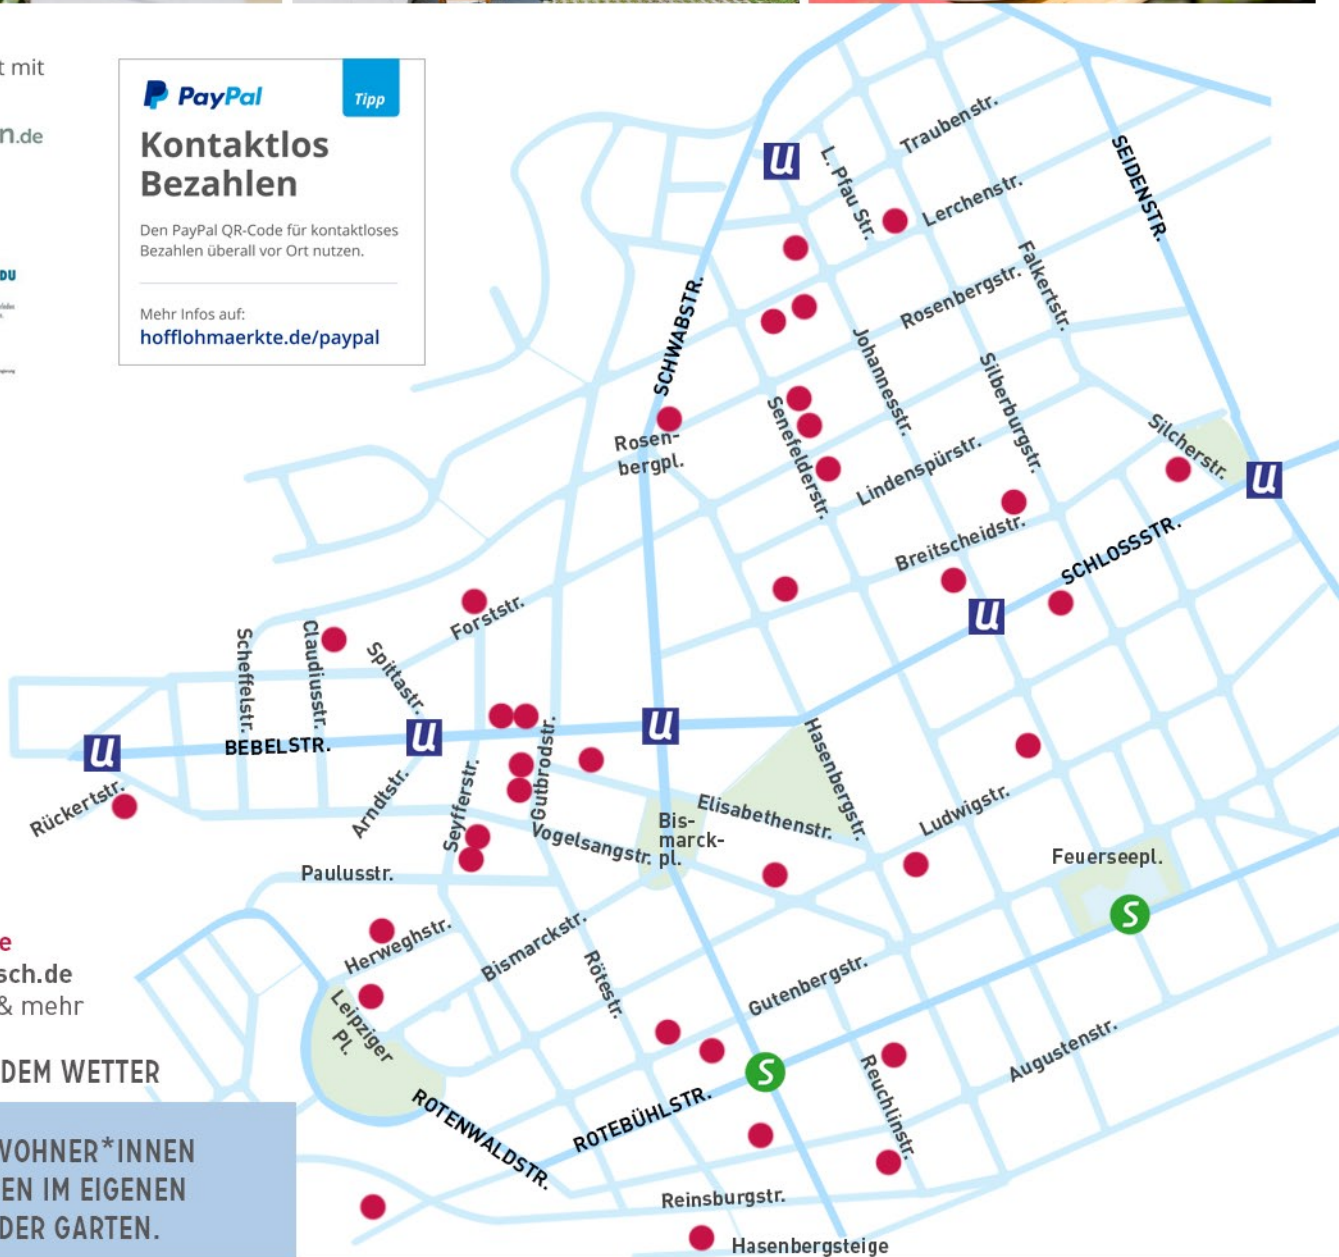 t mit
n.de
DU
PayPal
Tipp
Kontaktlos
Bezahlen
Den PayPal QR-Code für kontaktloses
Bezahlen überall vor Ort nutzen.
Mehr Infos auf:
hofflohmaerkte.de/paypal
U
Traubenstr.
L. Pfau Str.
Lerchenstr.
SEIDENSTR.
Falkertstr.
Rosenbergstr.
SCHWABSTR.
Johannesstr.
Silberburgstr.
Senefelderstr.
Rosen-
bergpl.
Lindenspürstr.
Silcherstr.
U
Breitscheidstr.
SCHLOSSSTR.
U
Forststr.
Scheffelstr.
Claudiusstr.
Spittastr.
U
U
U
BEBELSTR.
Rückertstr.
Arndtstr.
Seyfferstr.
Gutbrodstr.
Vogelsangstr.
Bis-
marck-
pl.
Elisabethenstr.
Hasenbergstr.
Ludwigstr.
Feuerseepl.
S
Paulusstr.
Herweghstr.
Bismarckstr.
Rötestr.
Gutenbergstr.
Leipziger
Pl.
S
Reuchlinstr.
Augustenstr.
ROTENWALDSTR.
ROTEBÜHLSTR.
Reinsburgstr.
Hasenbergsteige
e
sch.de
& mehr
DEM WETTER
WOHNER*INNEN
EN IM EIGENEN
DER GARTEN.